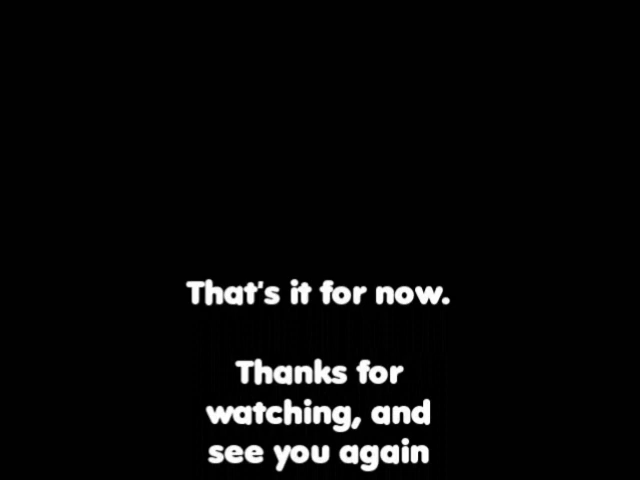 That's it for now.
Thanks for
watching, and
see you again